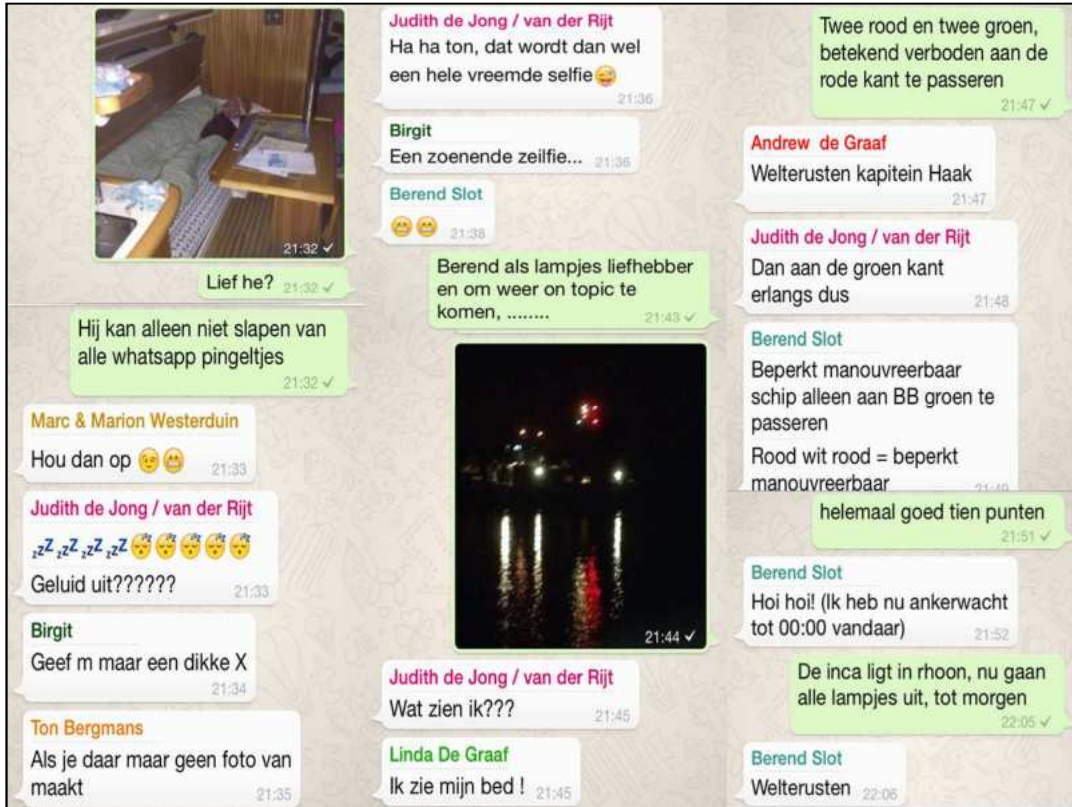 21:32 ✓
Lief he? 21:32 ✓
Hij kan alleen niet slapen van
alle whatsapp pingeltjes
21:32 ✓
Marc & Marion Westerduin
Hou dan op 🤨😁 21:33
Judith de Jong / van der Rijt
💤💤💤💤😴😴😴😴😴
Geluid uit?????? 21:33
Birgit
Geef m maar een dikke X
21:34
Ton Bergmans
Als je daar maar geen foto van
maakt 21:35
Judith de Jong / van der Rijt
Ha ha ton, dat wordt dan wel
een hele vreemde selfie😅
21:36
Birgit
Een zoenende zeilfie... 21:36
Berend Slot
😁😁 21:38
Berend als lampjes liefhebber
en om weer on topic te
komen, ........ 21:43 ✓
21:44 ✓
Judith de Jong / van der Rijt
Wat zien ik??? 21:45
Linda De Graaf
Ik zie mijn bed ! 21:45
Twee rood en twee groen,
betekend verboden aan de
rode kant te passeren
21:47 ✓
Andrew de Graaf
Welterusten kapitein Haak
21:47
Judith de Jong / van der Rijt
Dan aan de groen kant
erlangs dus 21:48
Berend Slot
Beperkt manouvreerbaar
schip alleen aan BB groen te
passeren
Rood wit rood = beperkt
manouvreerbaar 21:49
helemaal goed tien punten
21:51 ✓
Berend Slot
Hoi hoi! (Ik heb nu ankerwacht
tot 00:00 vandaar) 21:52
De inca ligt in rhoon, nu gaan
alle lampjes uit, tot morgen
22:05 ✓
Berend Slot
Welterusten 22:06